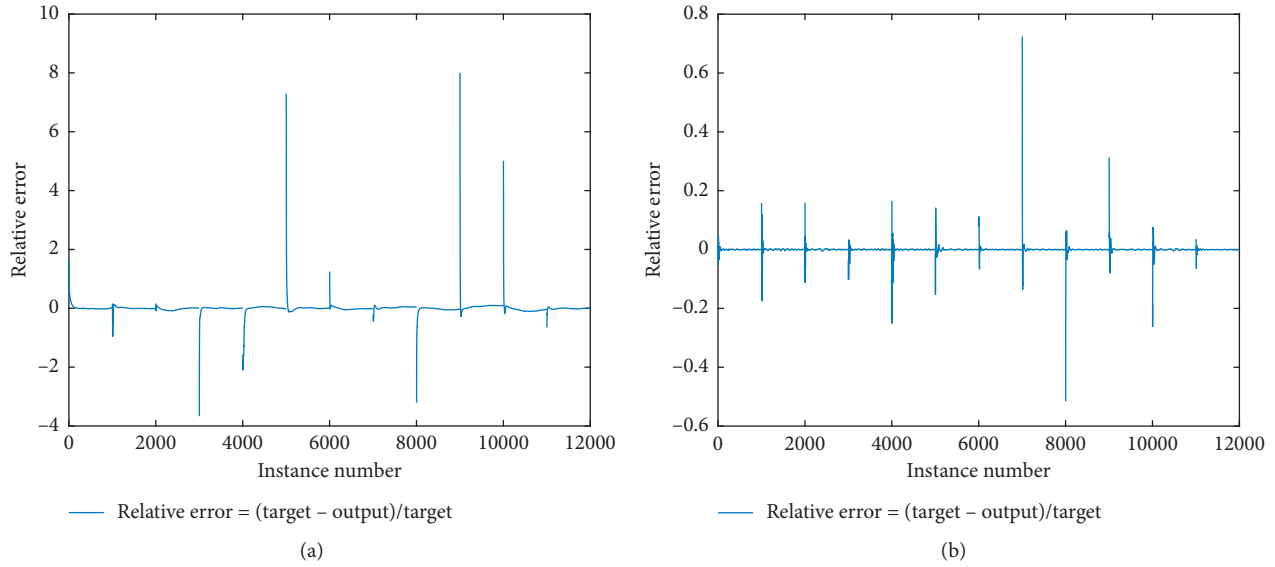 10
8
6
4
2
0
−2
−4
Relative error
0 2000 4000 6000 8000 10000 12000
Instance number
Relative error = (target – output)/target
(a)
0.8
0.6
0.4
0.2
0
−0.2
−0.4
−0.6
Relative error
0 2000 4000 6000 8000 10000 12000
Instance number
Relative error = (target – output)/target
(b)